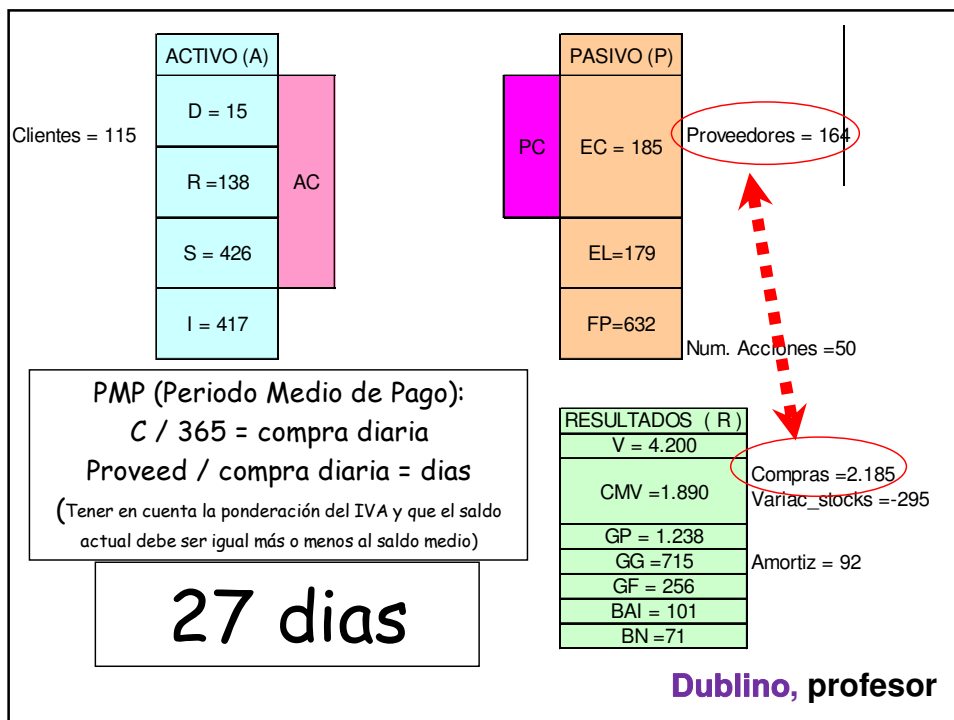 ACTIVO (A)
Clientes = 115
D = 15
R =138
AC
S = 426
I = 417
PASIVO (P)
PC
EC = 185
Proveedores = 164
EL=179
FP=632
Num. Acciones =50
PMP (Periodo Medio de Pago):
C / 365 = compra diaria
Proveed / compra diaria = dias
(Tener en cuenta la ponderación del IVA y que el saldo
actual debe ser igual más o menos al saldo medio)
27 dias
RESULTADOS ( R )
V = 4.200
CMV =1.890
Compras =2.185
Variac_stocks =-295
GP = 1.238
GG =715
Amortiz = 92
GF = 256
BAI = 101
BN =71
Dublino, profesor